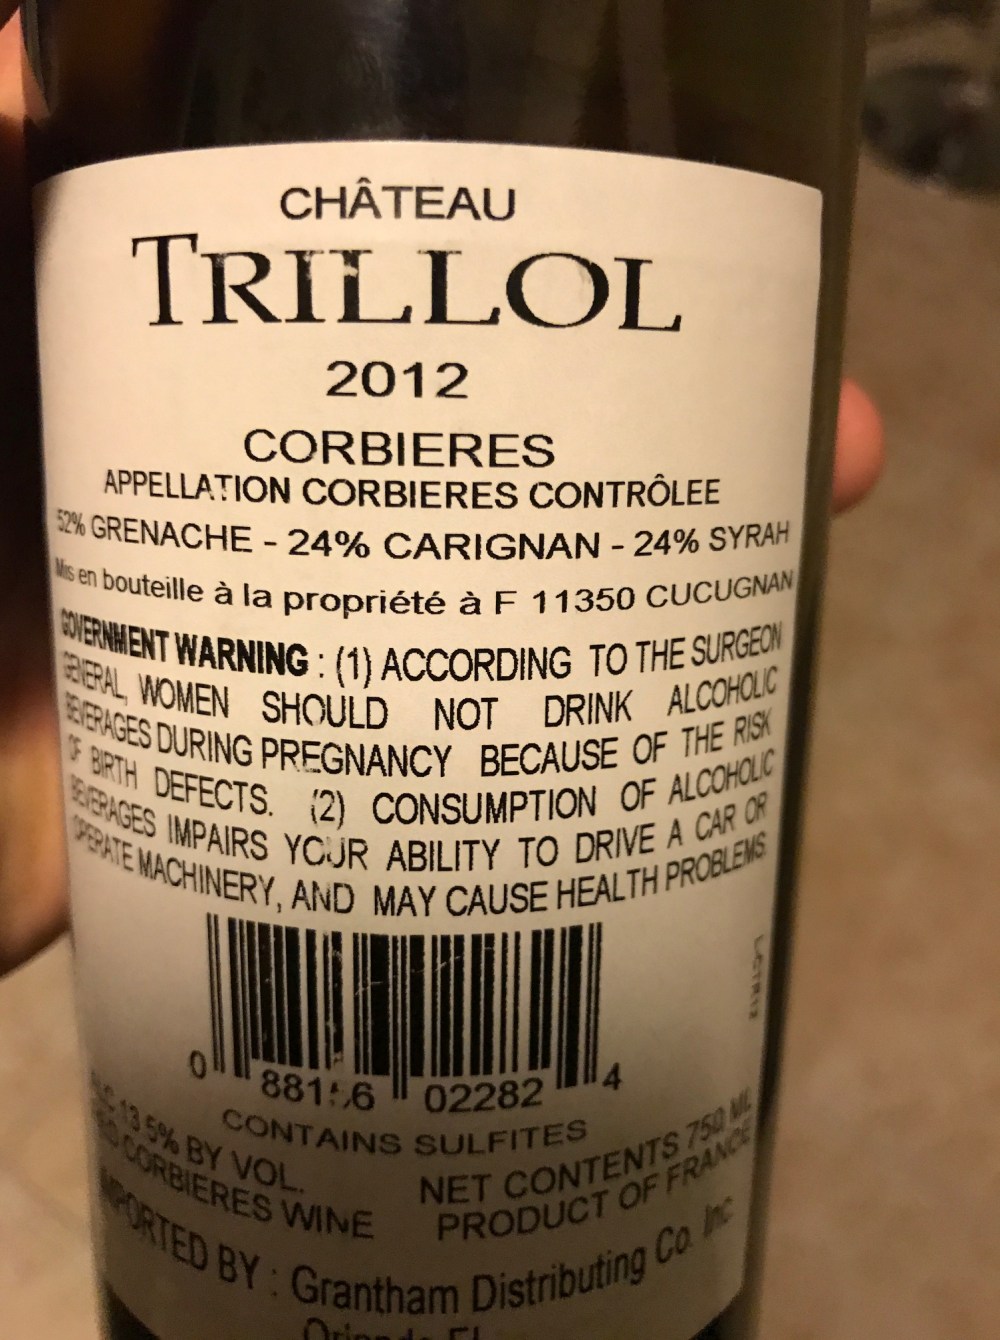 CHÂTEAU
TRILLOL
2012
CORBIERES
APPELLATION CORBIERES CONTRÔLEE
52% GRENACHE - 24% CARIGNAN - 24% SYRAH
Mis en bouteille à la propriété à F 11350 CUCUGNAN
GOVERNMENT WARNING : (1) ACCORDING TO THE SURGEON
GENERAL, WOMEN SHOULD NOT DRINK ALCOHOLIC
BEVERAGES DURING PREGNANCY BECAUSE OF THE RISK
OF BIRTH DEFECTS. (2) CONSUMPTION OF ALCOHOLIC
BEVERAGES IMPAIRS YOUR ABILITY TO DRIVE A CAR OR
OPERATE MACHINERY, AND MAY CAUSE HEALTH PROBLEMS
0 02282 4
CONTAINS SULFITES
ALC. 13.5% BY VOL. NET CONTENTS 750 ML
RED CORBIERES WINE PRODUCT OF FRANCE
IMPORTED BY : Grantham Distributing Co. Inc.